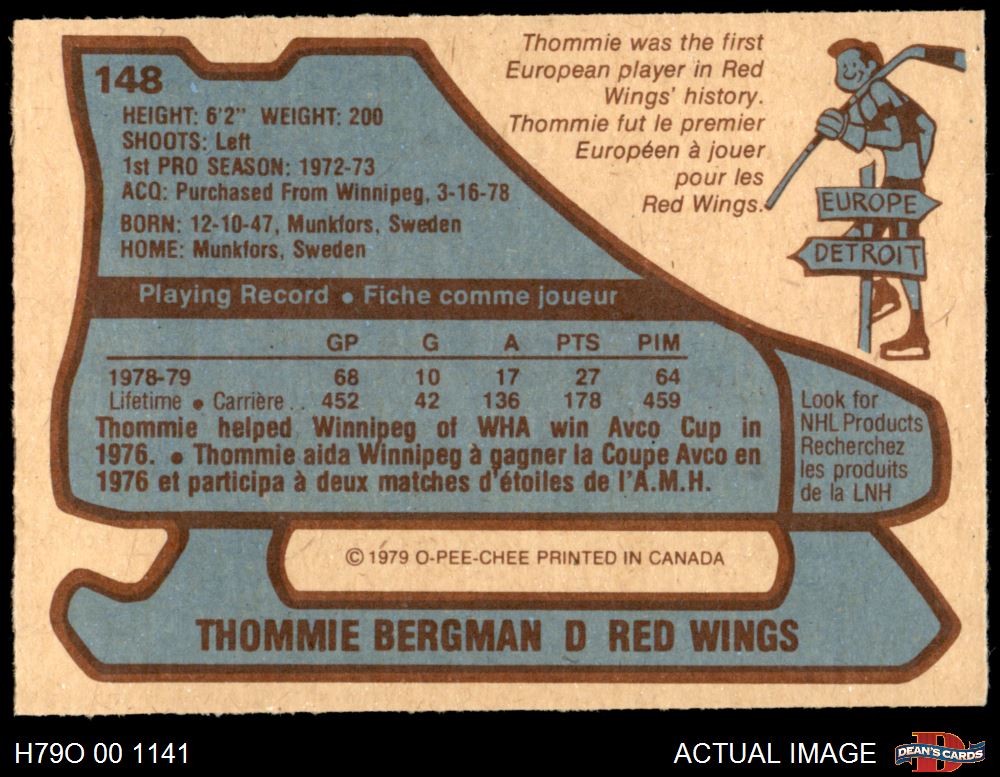 148
HEIGHT: 6'2" WEIGHT: 200
SHOOTS: Left
1st PRO SEASON: 1972-73
ACQ: Purchased From Winnipeg, 3-16-78
BORN: 12-10-47, Munkfors, Sweden
HOME: Munkfors, Sweden
Thommie was the first
European player in Red
Wings' history.
Thommie fut le premier
Européen à jouer
pour les
Red Wings.
EUROPE
DETROIT
Playing Record • Fiche comme joueur
GP G A PTS PIM
1978-79 68 10 17 27 64
Lifetime • Carrière .. 452 42 136 178 459
Thommie helped Winnipeg of WHA win Avco Cup in
1976. • Thommie aida Winnipeg à gagner la Coupe Avco en
1976 et participa à deux matches d'étoiles de l'A.M.H.
Look for
NHL Products
Recherchez
les produits
de la LNH
© 1979 O-PEE-CHEE PRINTED IN CANADA
THOMMIE BERGMAN D RED WINGS
H79O 00 1141
ACTUAL IMAGE
D
DEAN'S CARDS